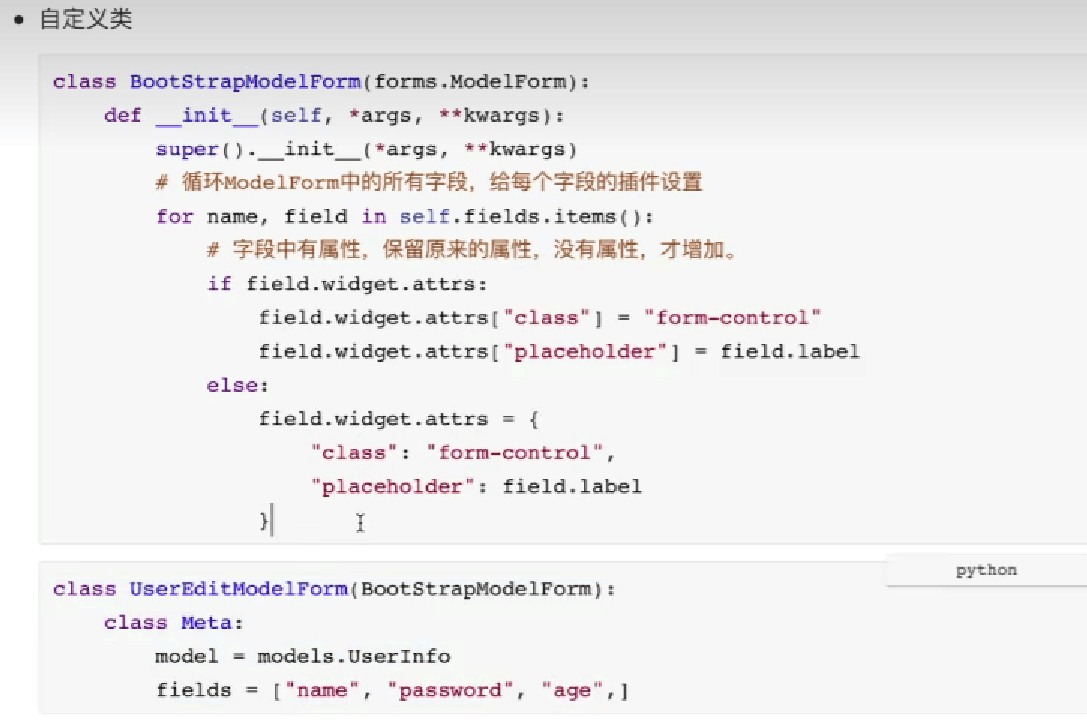 • 自定义类
class BootStrapModelForm(forms.ModelForm):
    def __init__(self, *args, **kwargs):
        super().__init__(*args, **kwargs)
        # 循环ModelForm中的所有字段，给每个字段的插件设置
        for name, field in self.fields.items():
            # 字段中有属性，保留原来的属性，没有属性，才增加。
            if field.widget.attrs:
                field.widget.attrs["class"] = "form-control"
                field.widget.attrs["placeholder"] = field.label
            else:
                field.widget.attrs = {
                    "class": "form-control",
                    "placeholder": field.label
                }
python
class UserEditModelForm(BootStrapModelForm):
    class Meta:
        model = models.UserInfo
        fields = ["name", "password", "age",]